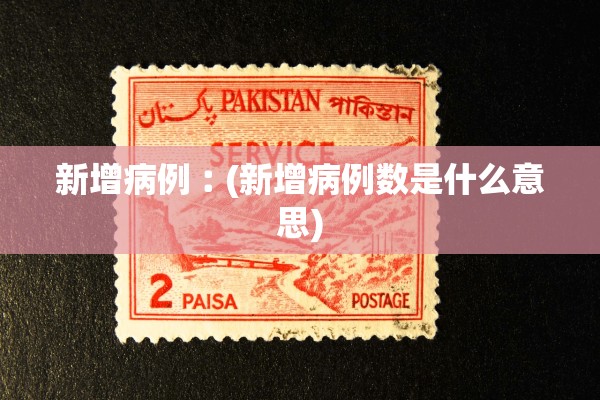 پاکستان PAKISTAN পাকিস্তান
SERVICE
新增病例：(新增病例数是什么意
思)
2 PAISA POSTAGE